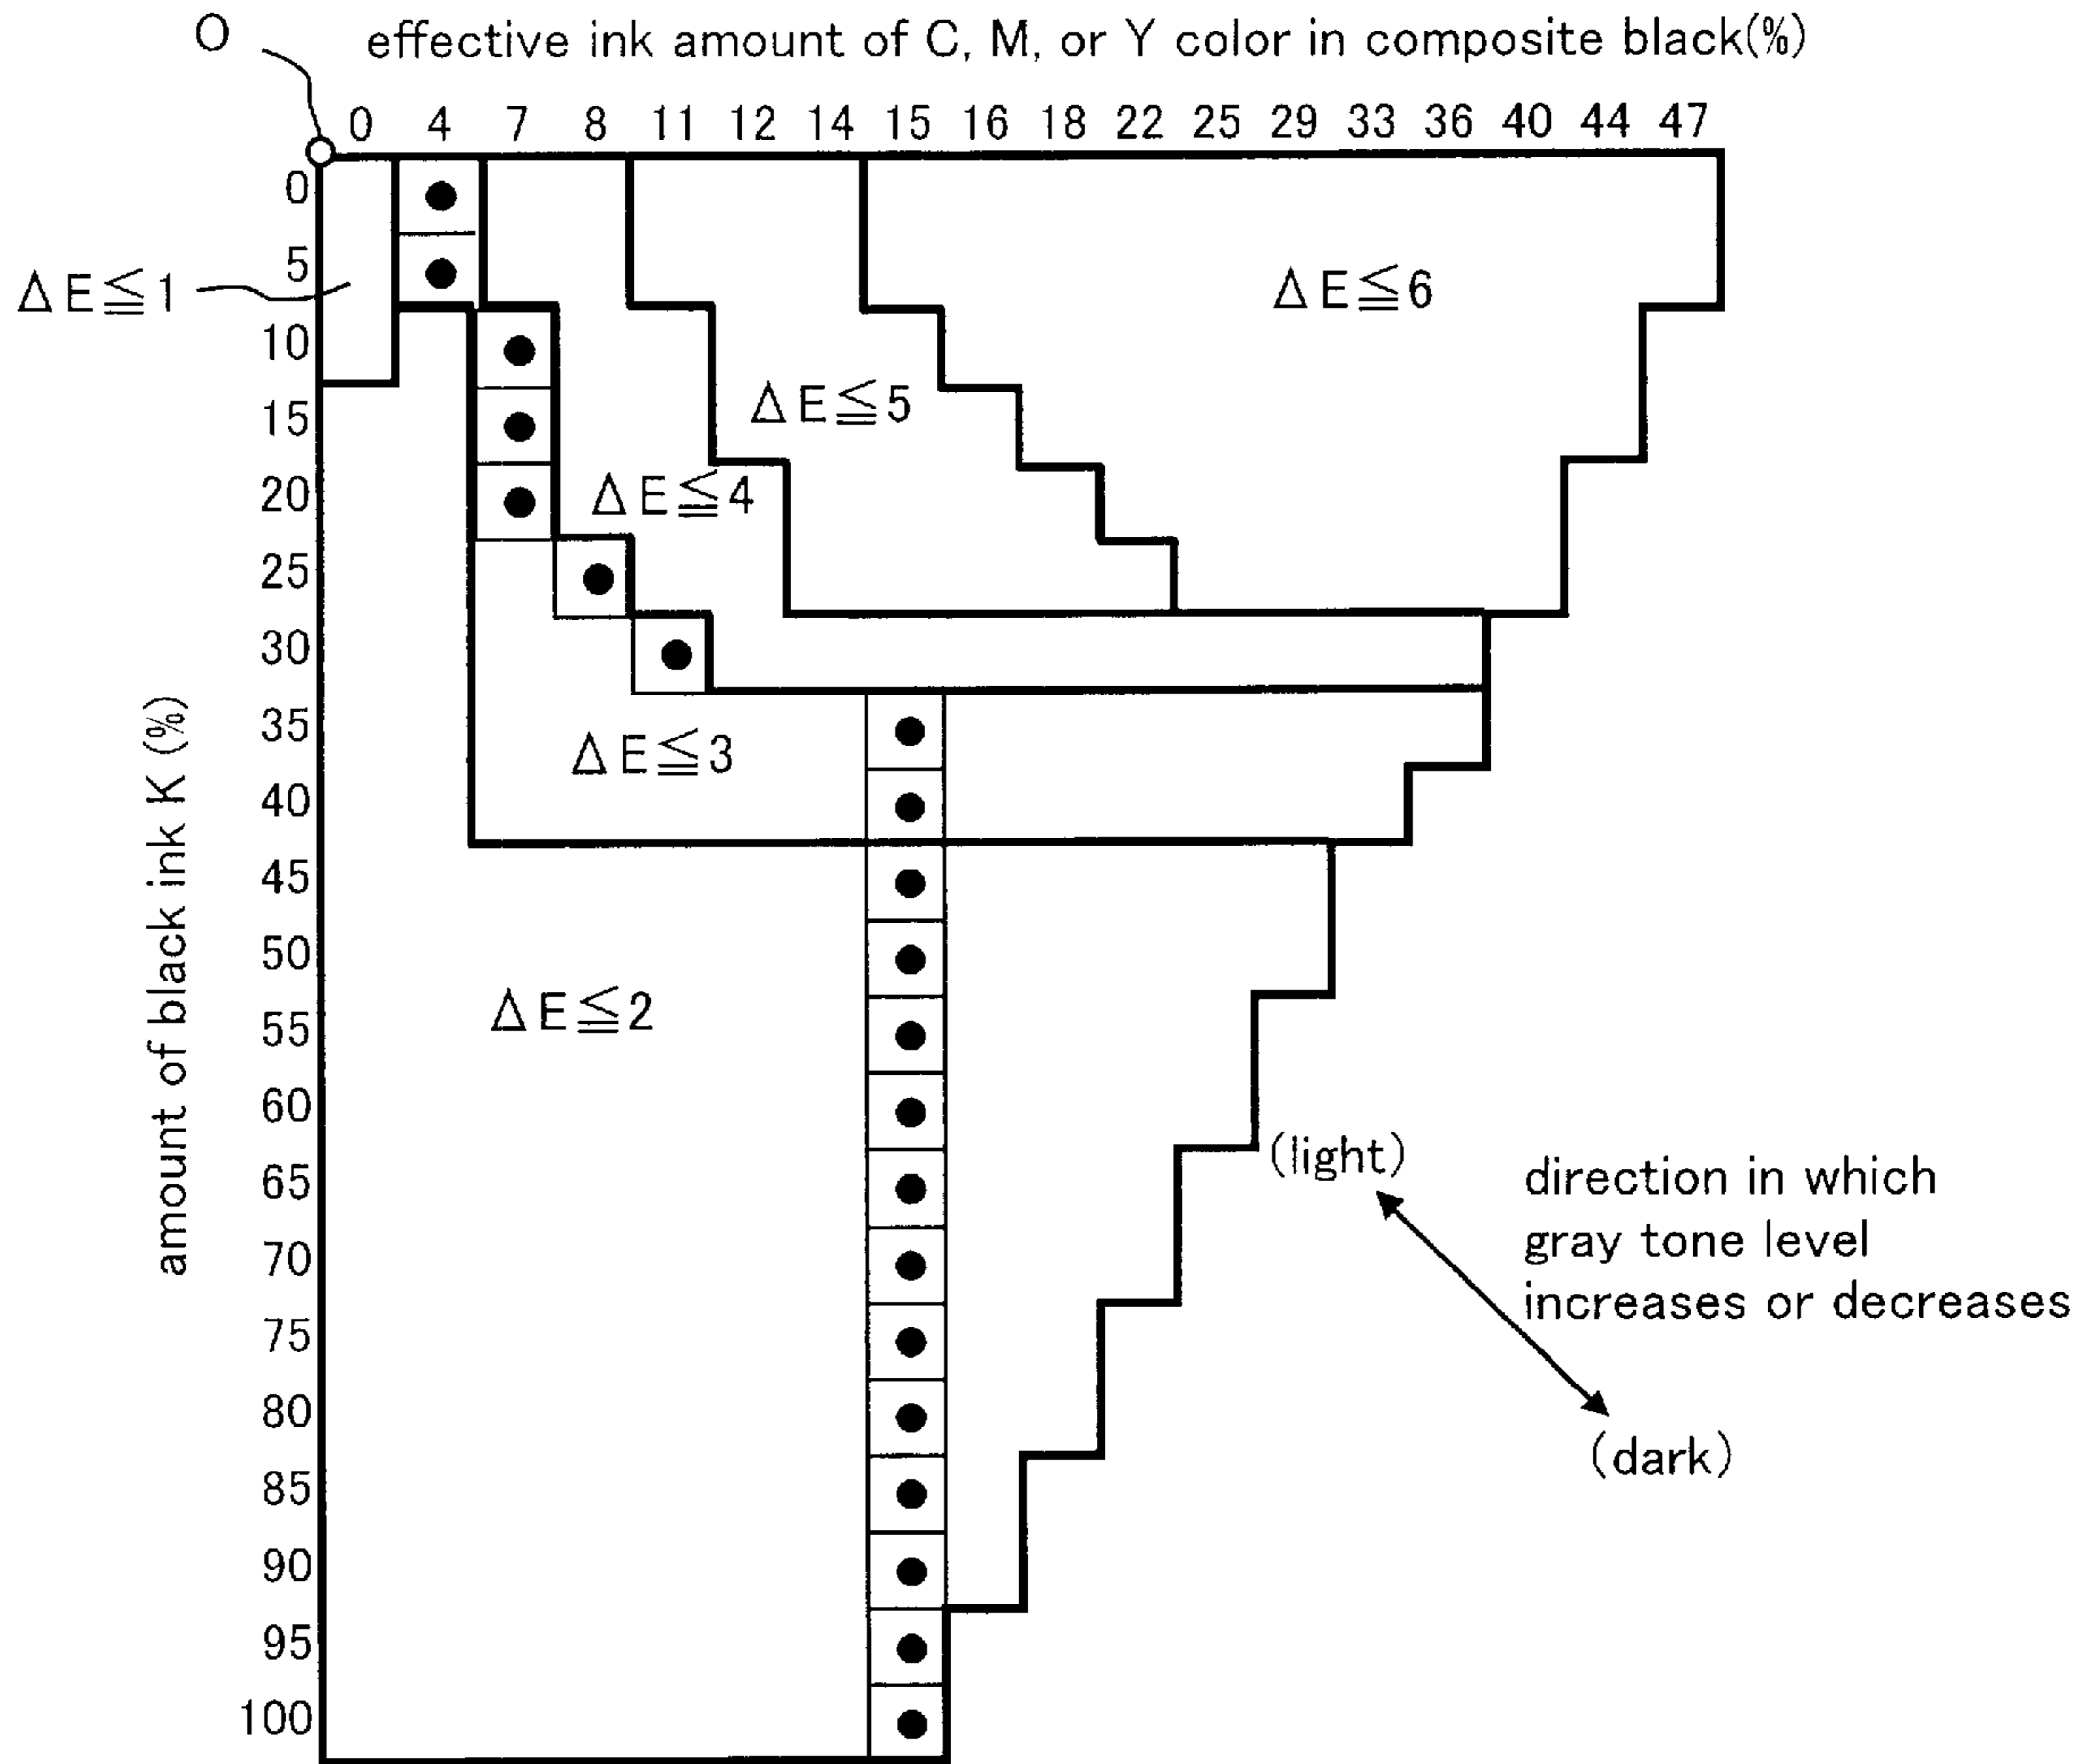 O effective ink amount of C, M, or Y color in composite black(%)
0 4 7 8 11 12 14 15 16 18 22 25 29 33 36 40 44 47
amount of black ink K (%)
0
5
10
15
20
25
30
35
40
45
50
55
60
65
70
75
80
85
90
95
100
ΔE≦1
ΔE≦6
ΔE≦5
ΔE≦4
ΔE≦3
ΔE≦2
(light)
direction in which
gray tone level
increases or decreases
(dark)